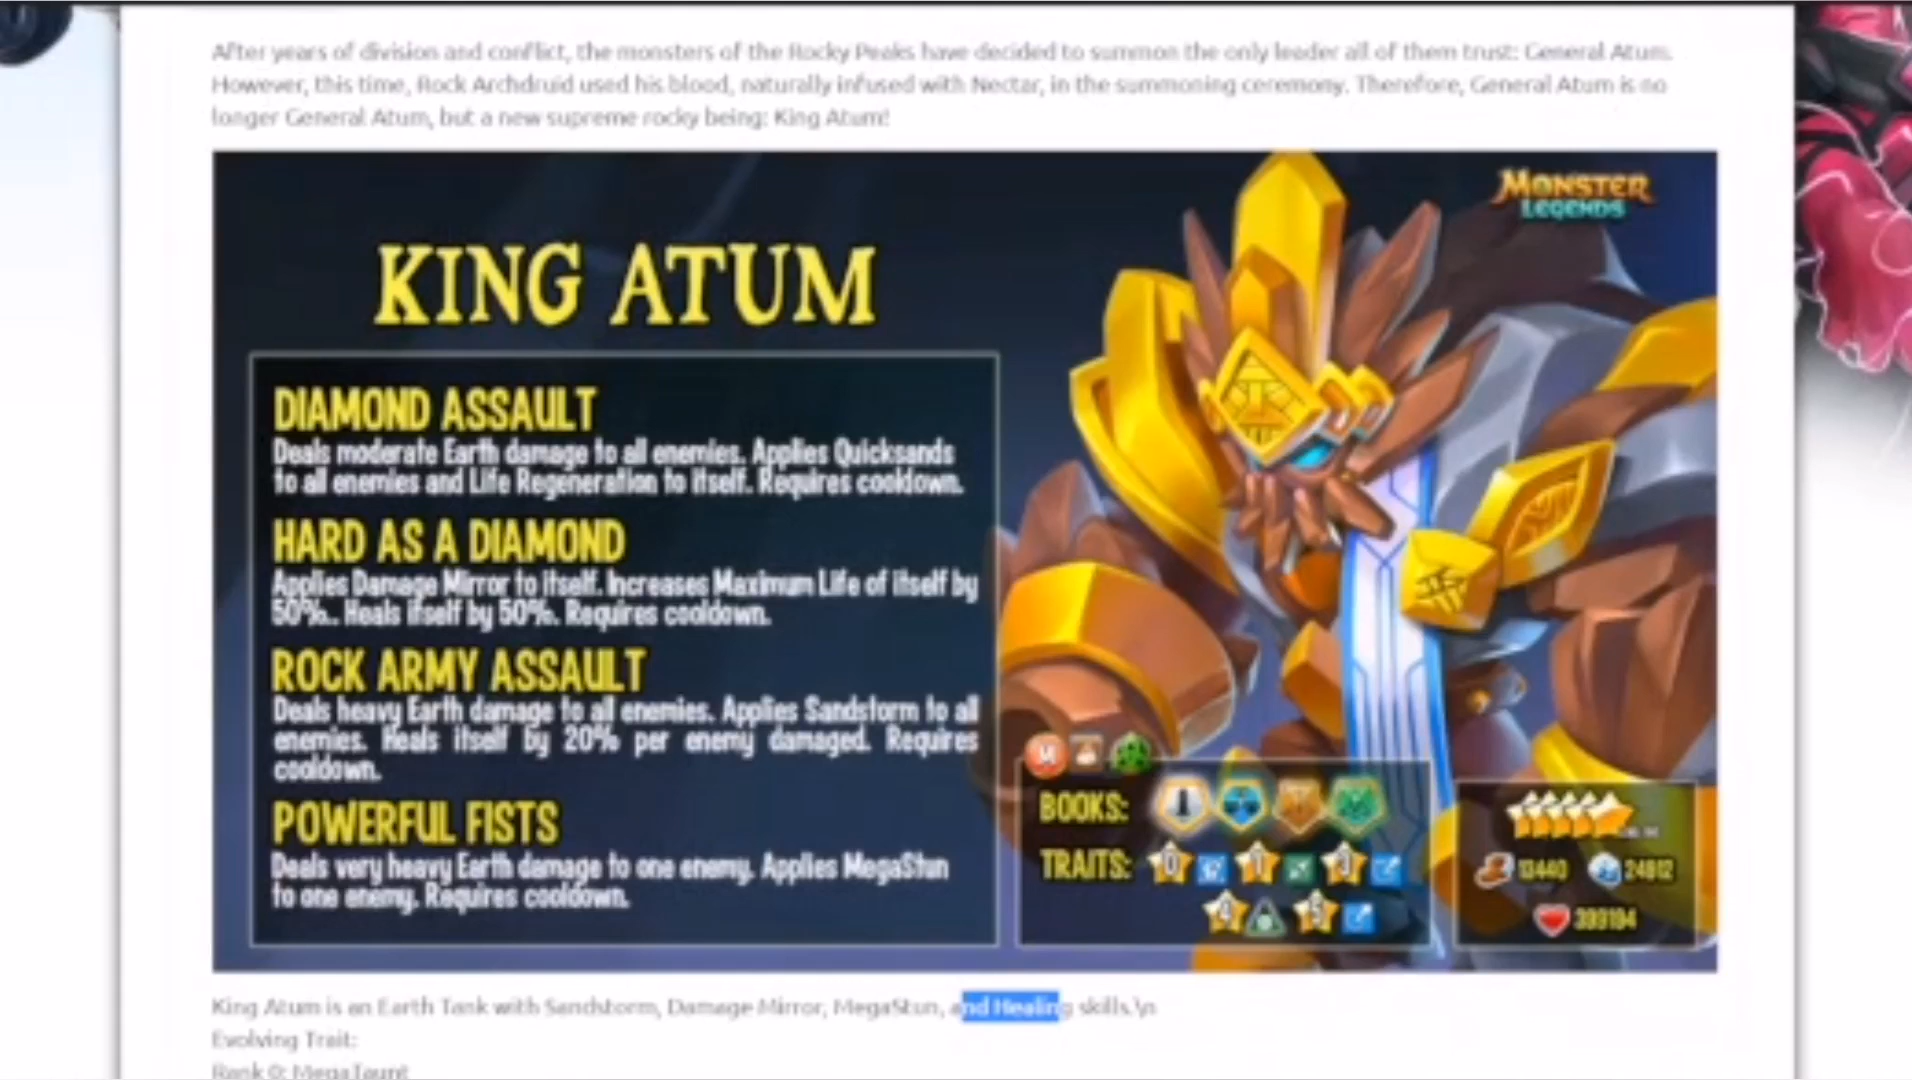 After years of division and conflict, the monsters of the Rocky Peaks have decided to summon the only leader all of them trust: General Atum.
However, this time, Rock Archdruid used his blood, naturally infused with Nectar, in the summoning ceremony. Therefore, General Atum is no
longer General Atum, but a new supreme rocky being: King Atum!
MONSTER
LEGENDS
KING ATUM
DIAMOND ASSAULT
Deals moderate Earth damage to all enemies. Applies Quicksands
to all enemies and Life Regeneration to itself. Requires cooldown.
HARD AS A DIAMOND
Applies Damage Mirror to itself. Increases Maximum Life of itself by
50%.. Heals itself by 50%. Requires cooldown.
ROCK ARMY ASSAULT
Deals heavy Earth damage to all enemies. Applies Sandstorm to all
enemies. Heals itself by 20% per enemy damaged. Requires
cooldown.
POWERFUL FISTS
Deals very heavy Earth damage to one enemy. Applies MegaStun
to one enemy. Requires cooldown.
BOOKS:
TRAITS: 0 1 3
4 5
13440 24812
399194
King Atum is an Earth Tank with Sandstorm, Damage Mirror, MegaStun, and Healing skills.\n
Evolving Trait:
Rank 0: MegaTaunt